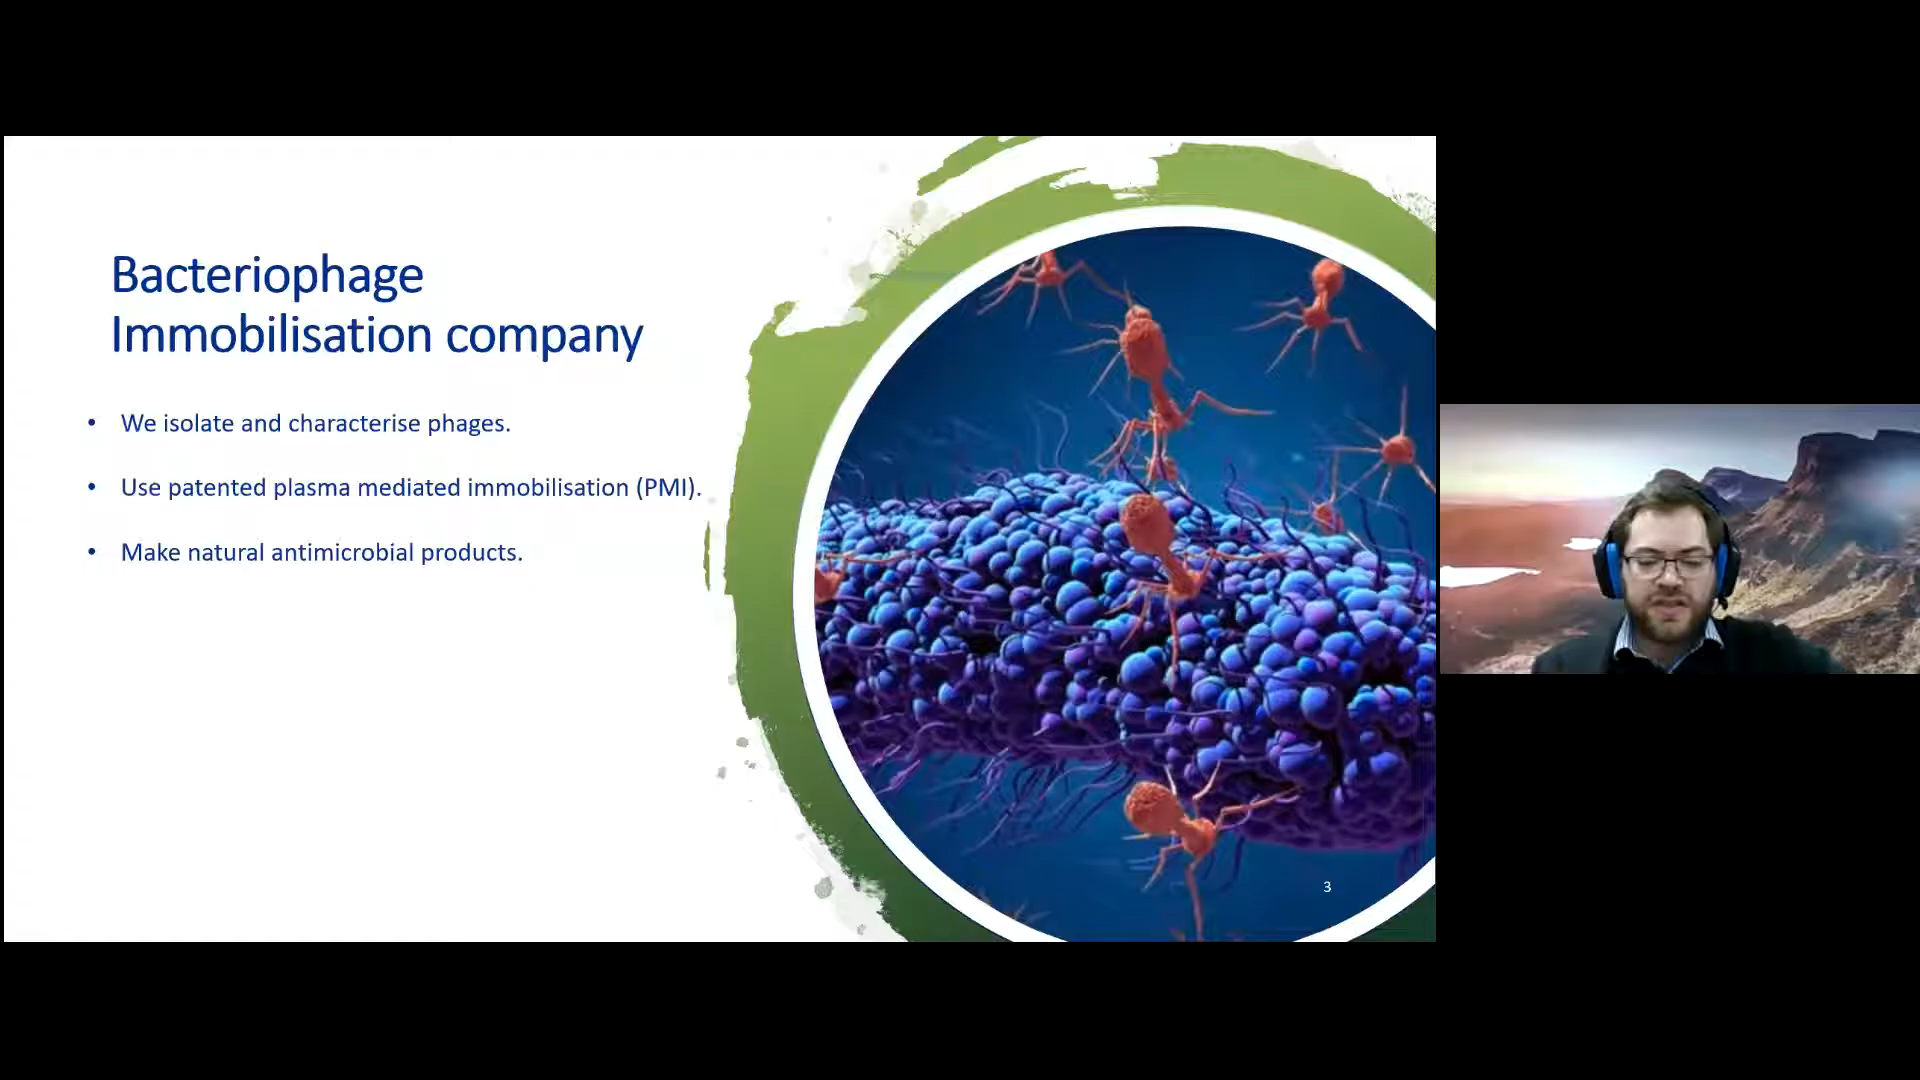 Bacteriophage
Immobilisation company
• We isolate and characterise phages.
• Use patented plasma mediated immobilisation (PMI).
• Make natural antimicrobial products.
3